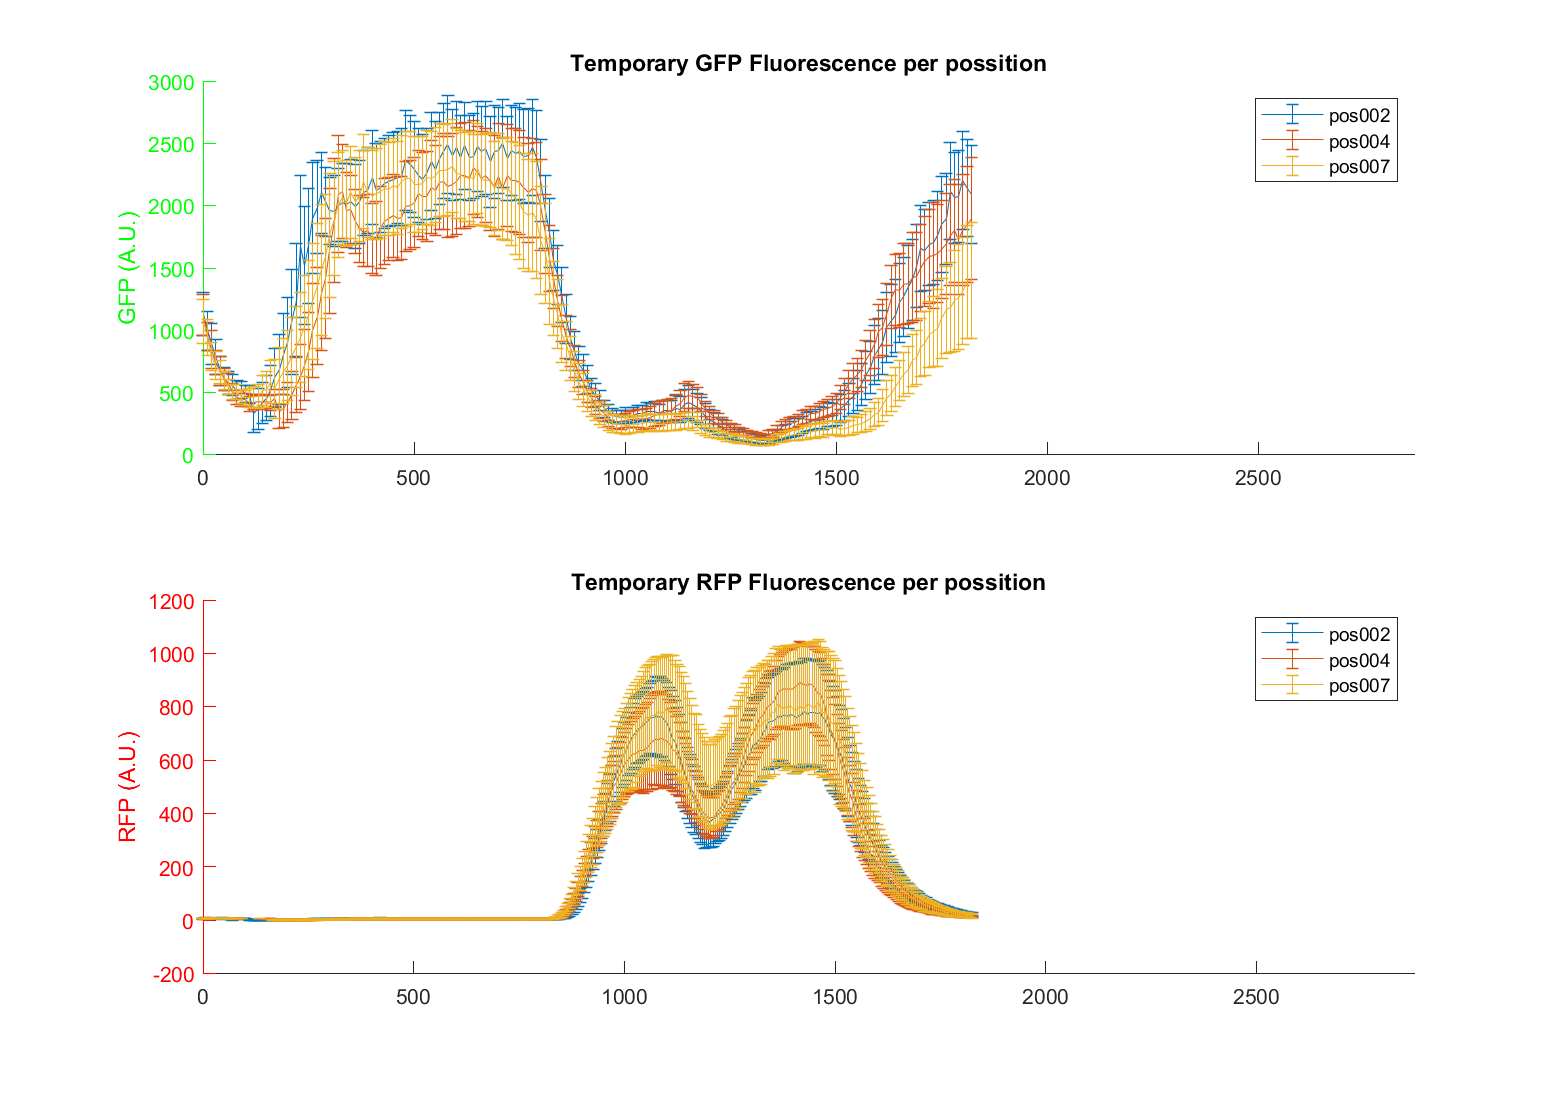 Temporary GFP Fluorescence per possition
3000
2500
2000
1500
1000
500
0
GFP (A.U.)
0 500 1000 1500 2000 2500
pos002
pos004
pos007
Temporary RFP Fluorescence per possition
1200
1000
800
600
400
200
0
-200
RFP (A.U.)
0 500 1000 1500 2000 2500
pos002
pos004
pos007